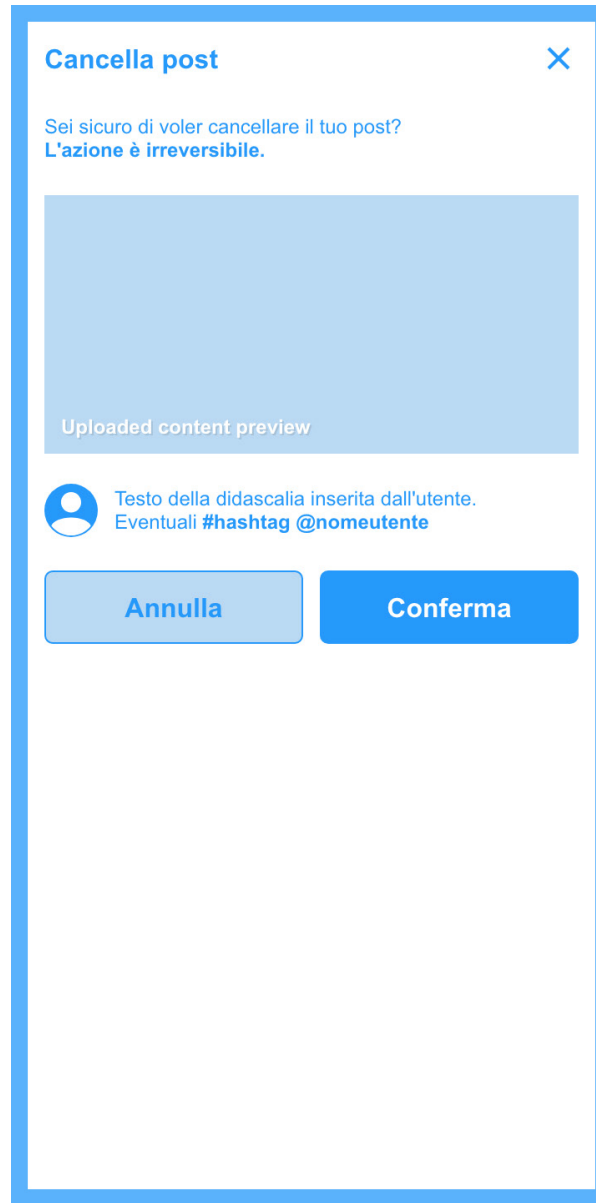 Cancella post
Sei sicuro di voler cancellare il tuo post?
L'azione è irreversibile.
Uploaded content preview
Testo della didascalia inserita dall'utente.
Eventuali #hashtag @nomeutente
Annulla
Conferma